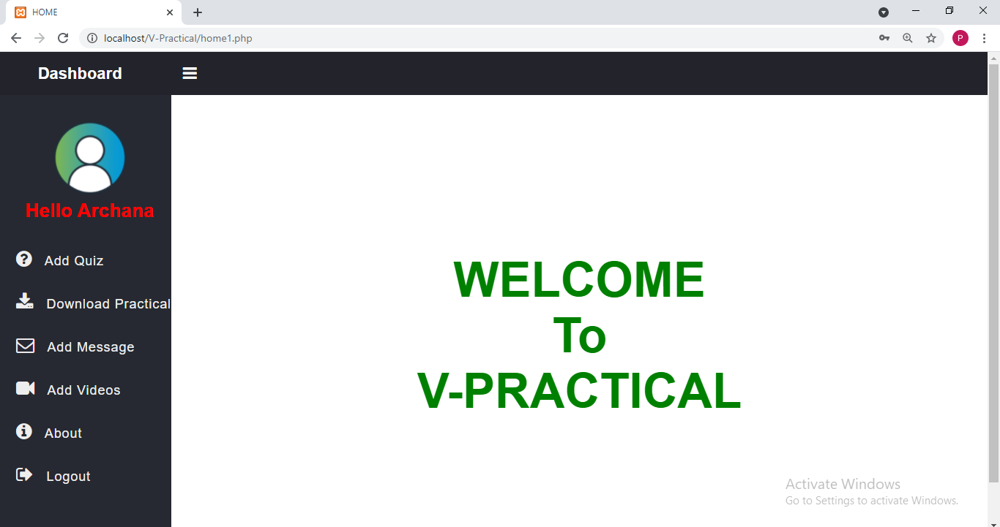 HOME
localhost/V-Practical/home1.php
P
Dashboard
Hello Archana
Add Quiz
Download Practical
Add Message
Add Videos
About
Logout
WELCOME
To
V-PRACTICAL
Activate Windows
Go to Settings to activate Windows.